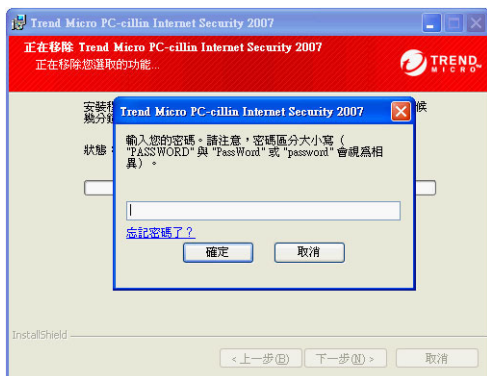 Trend Micro PC-cillin Internet Security 2007
正在移除 Trend Micro PC-cillin Internet Security 2007
正在移除您選取的功能...
TREND
MICRO
安裝程
候
幾分鐘
狀態：
Trend Micro PC-cillin Internet Security 2007
輸入您的密碼。請注意，密碼區分大小寫（
"PASSWORD" 與 "PassWord" 或 "password" 會視為相
異）。
忘記密碼了？
確定
取消
InstallShield
<上一步(B)
下一步(N)>
取消